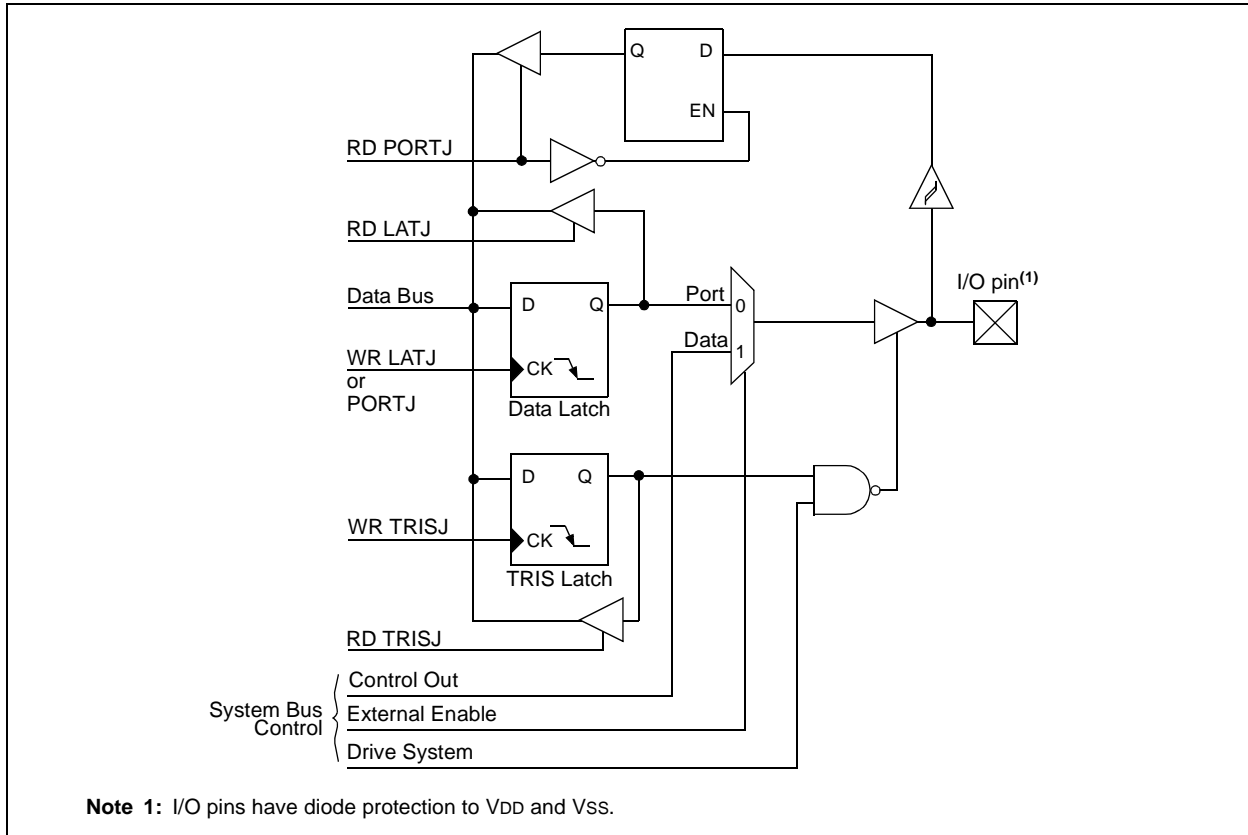 Q D
EN
RD PORTJ
RD LATJ
Data Bus
D Q
Port 0
I/O pin(1)
Data 1
WR LATJ
or
PORTJ
CK
Data Latch
D Q
WR TRISJ
CK
TRIS Latch
RD TRISJ
System Bus
Control
Control Out
External Enable
Drive System
Note 1: I/O pins have diode protection to VDD and VSS.